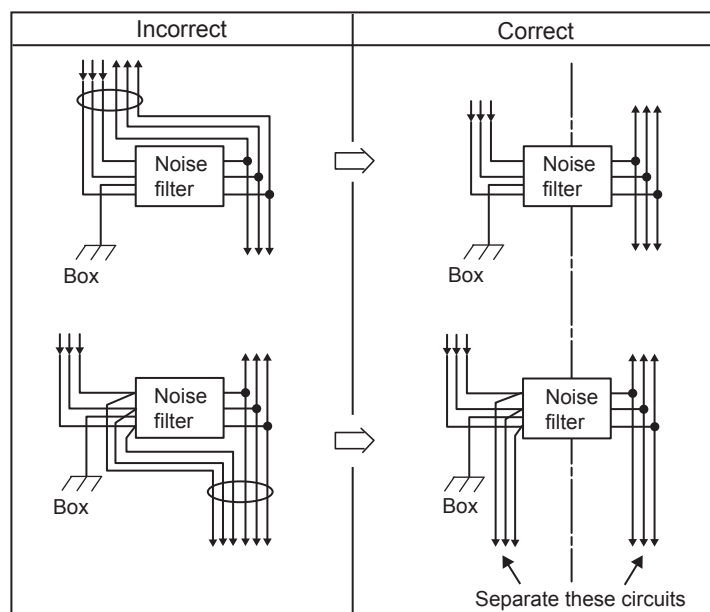 Incorrect
Correct
Noise
filter
Box
Noise
filter
Box
Noise
filter
Box
Noise
filter
Box
Separate these circuits